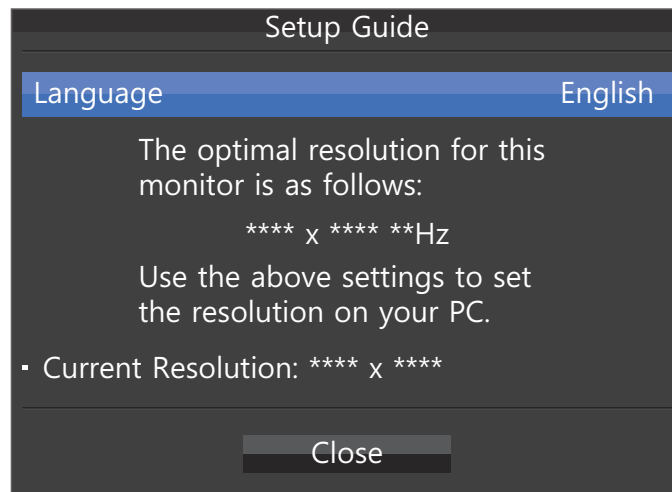 Setup Guide
Language English
The optimal resolution for this
monitor is as follows:
**** x **** **Hz
Use the above settings to set
the resolution on your PC.
Current Resolution: **** x ****
Close